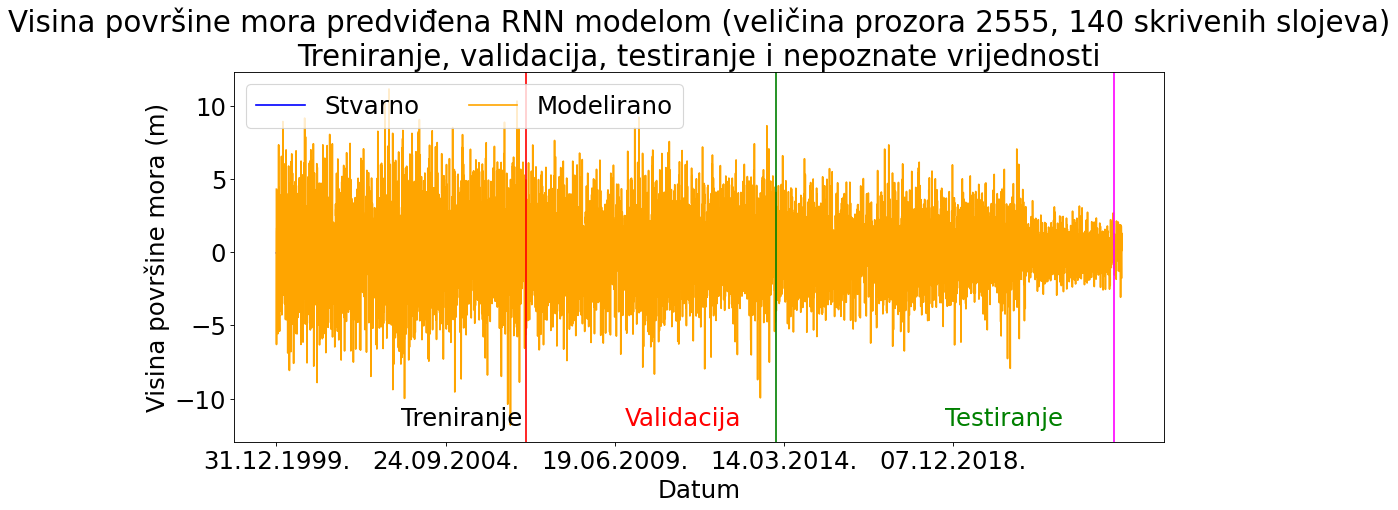 Visina površine mora predviđena RNN modelom (veličina prozora 2555, 140 skrivenih slojeva)
Treniranje, validacija, testiranje i nepoznate vrijednosti
Stvarno Modelirano
Visina površine mora (m)
10
5
0
−5
−10
Treniranje Validacija Testiranje
31.12.1999. 24.09.2004. 19.06.2009. 14.03.2014. 07.12.2018.
Datum